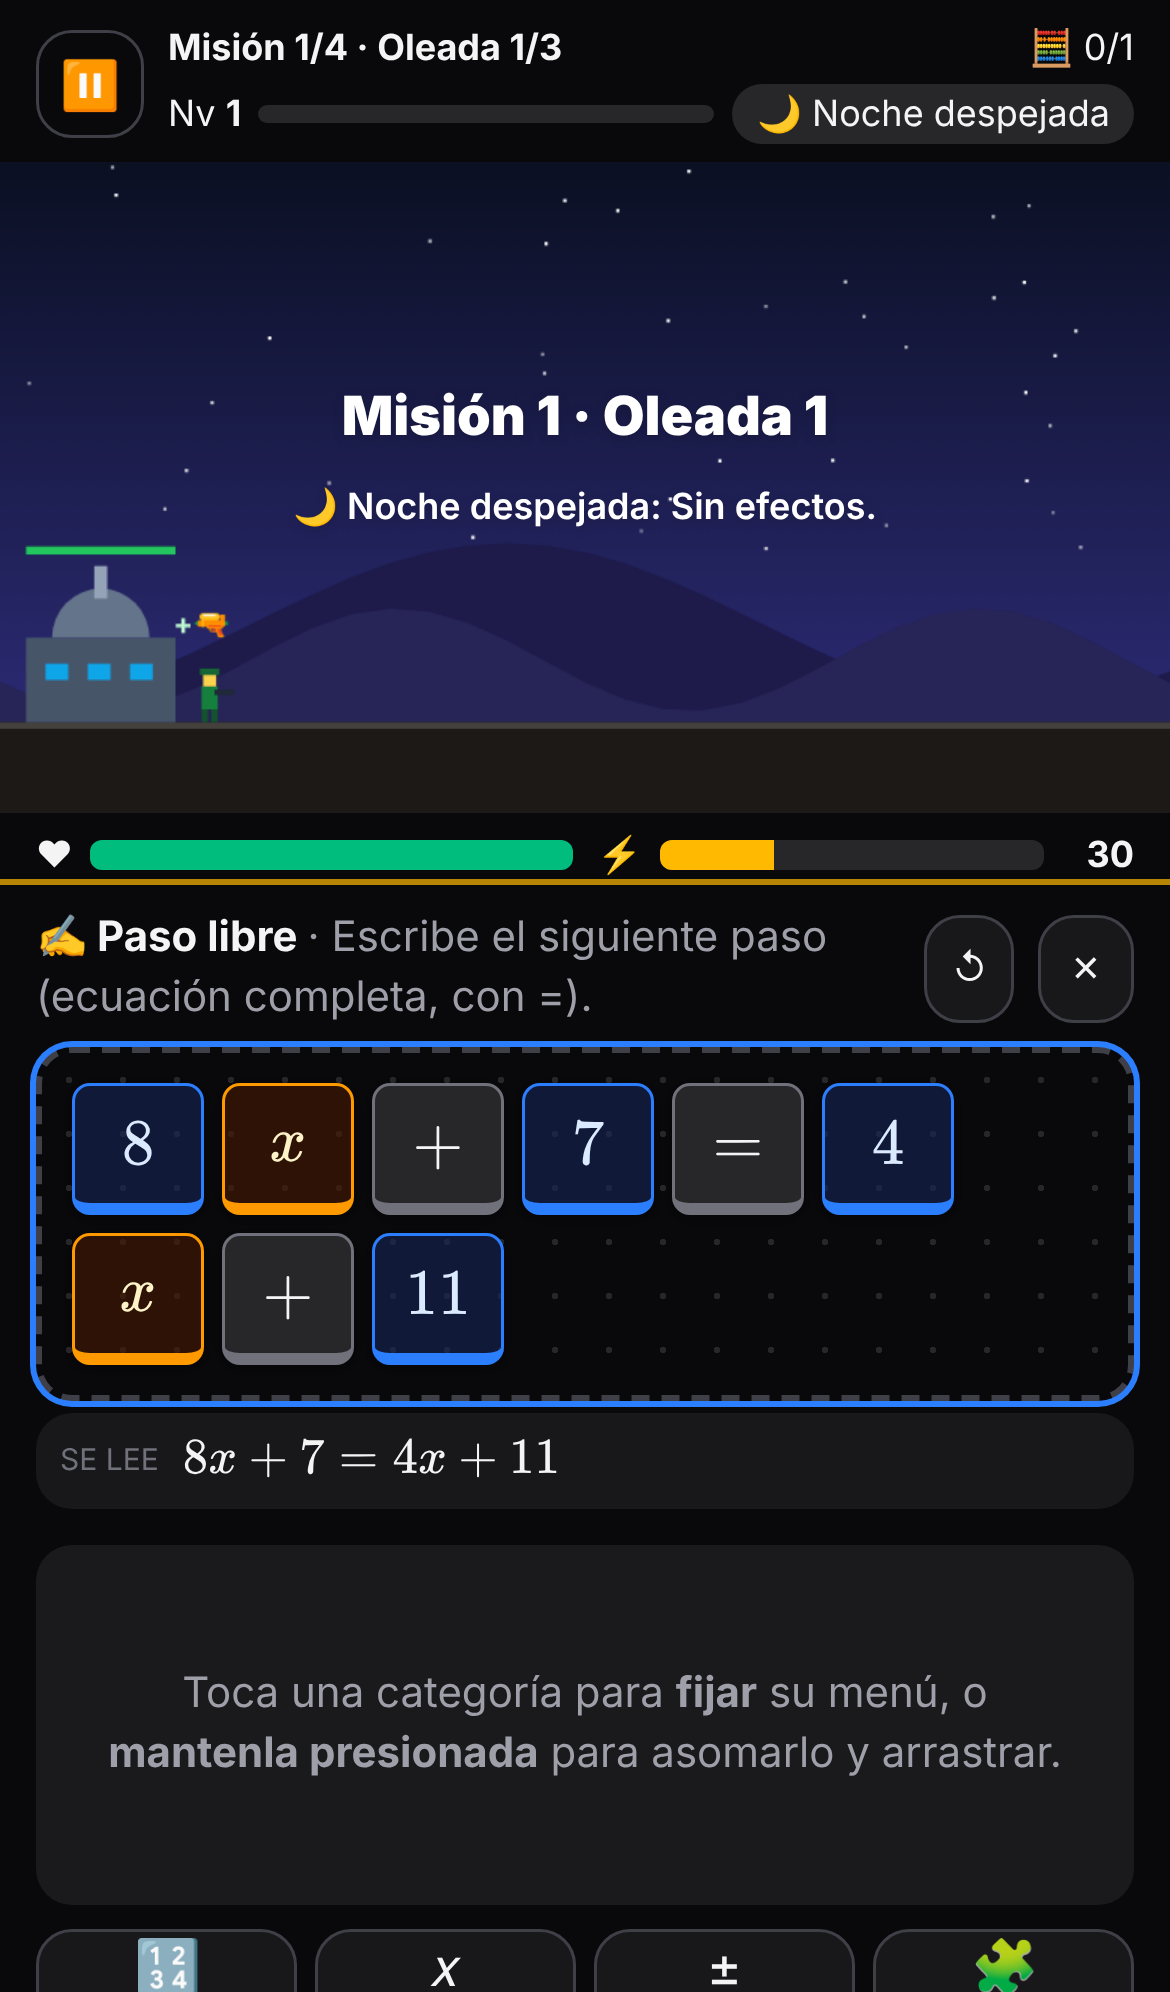 Misión 1/4 · Oleada 1/3
🧮 0/1
Nv 1
🌙 Noche despejada
Misión 1 · Oleada 1
🌙 Noche despejada: Sin efectos.
+🔫
♥ ⚡ 30
✍️ Paso libre · Escribe el siguiente paso
(ecuación completa, con =).
↺ ✕
8 x + 7 = 4
x + 11
SE LEE 8x + 7 = 4x + 11
Toca una categoría para fijar su menú, o
mantenla presionada para asomarlo y arrastrar.
🔢 x ± 🧩